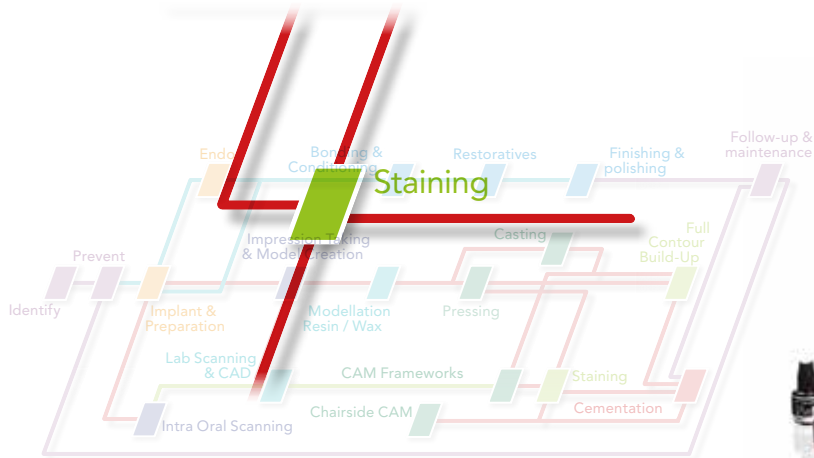 Follow-up &
maintenance
Endo
Bonding &
Conditioning
Restoratives
Finishing &
polishing
Staining
Impression Taking
& Model Creation
Casting
Full
Contour
Build-Up
Prevent
Identify
Implant &
Preparation
Modellation
Resin / Wax
Pressing
Lab Scanning
& CAD
CAM Frameworks
Staining
Chairside CAM
Cementation
Intra Oral Scanning